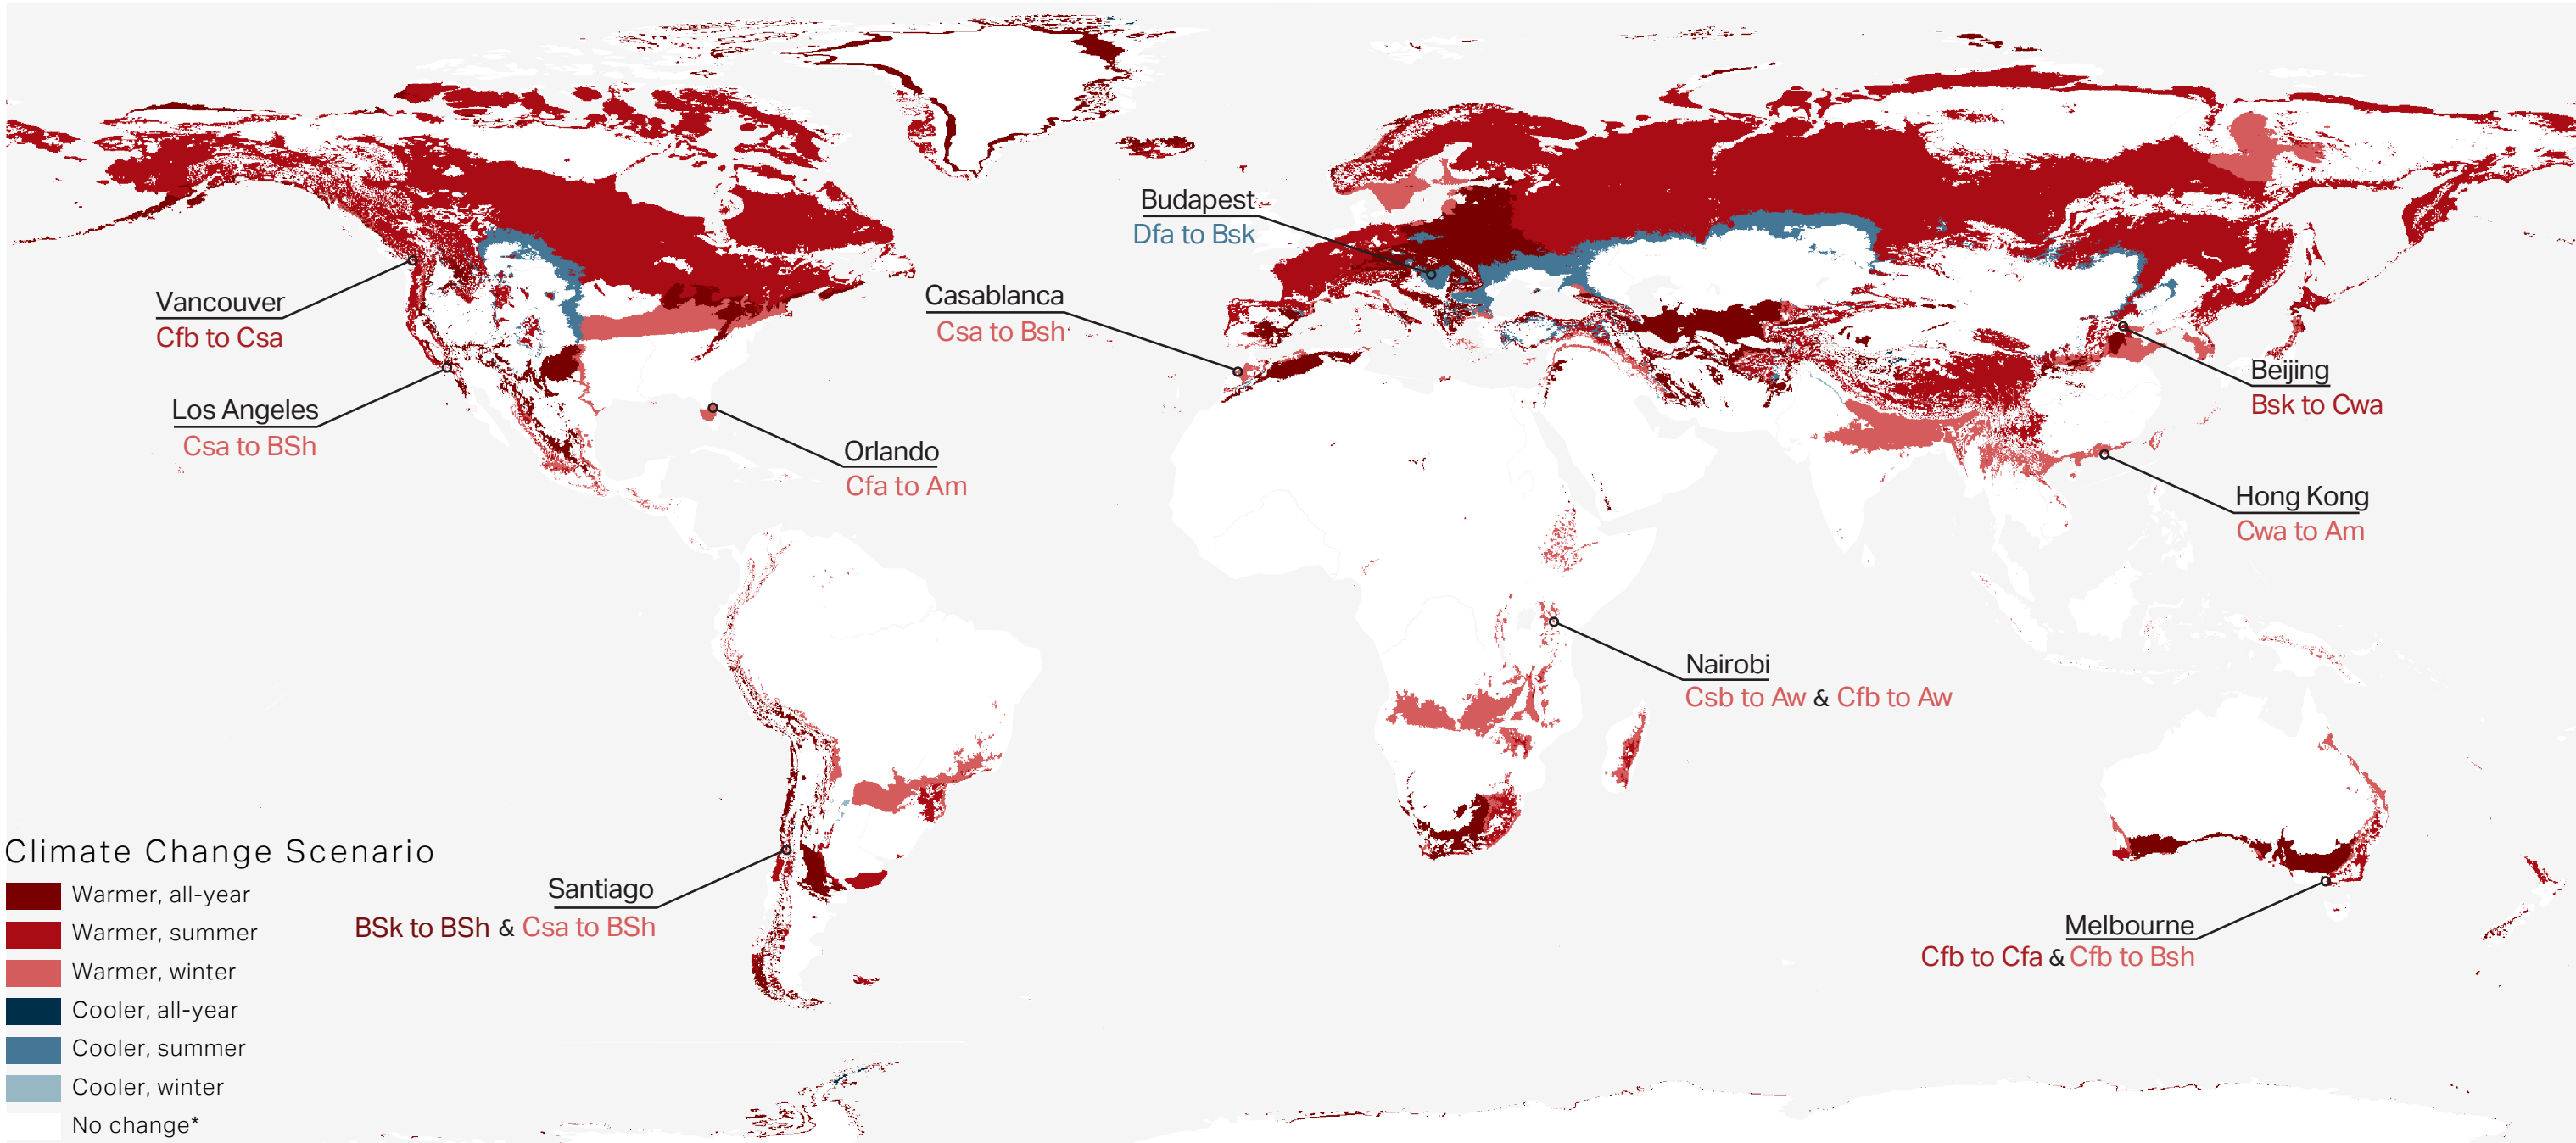 Budapest
Dfa to Bsk
Vancouver
Cfb to Csa
Casablanca
Csa to Bsh
Los Angeles
Csa to BSh
Orlando
Cfa to Am
Beijing
Bsk to Cwa
Hong Kong
Cwa to Am
Nairobi
Csb to Aw & Cfb to Aw
Santiago
BSk to BSh & Csa to BSh
Melbourne
Cfb to Cfa & Cfb to Bsh
Climate Change Scenario
Warmer, all-year
Warmer, summer
Warmer, winter
Cooler, all-year
Cooler, summer
Cooler, winter
No change*